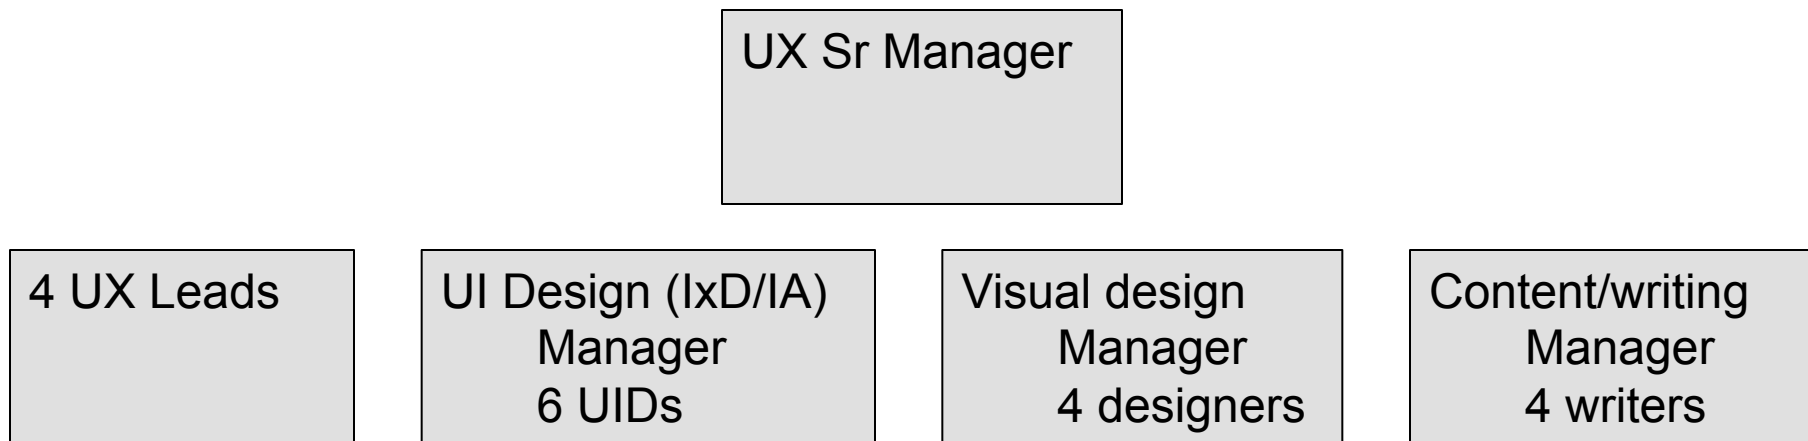 UX Sr Manager
4 UX Leads
UI Design (IxD/IA)
Manager
6 UIDs
Visual design
Manager
4 designers
Content/writing
Manager
4 writers